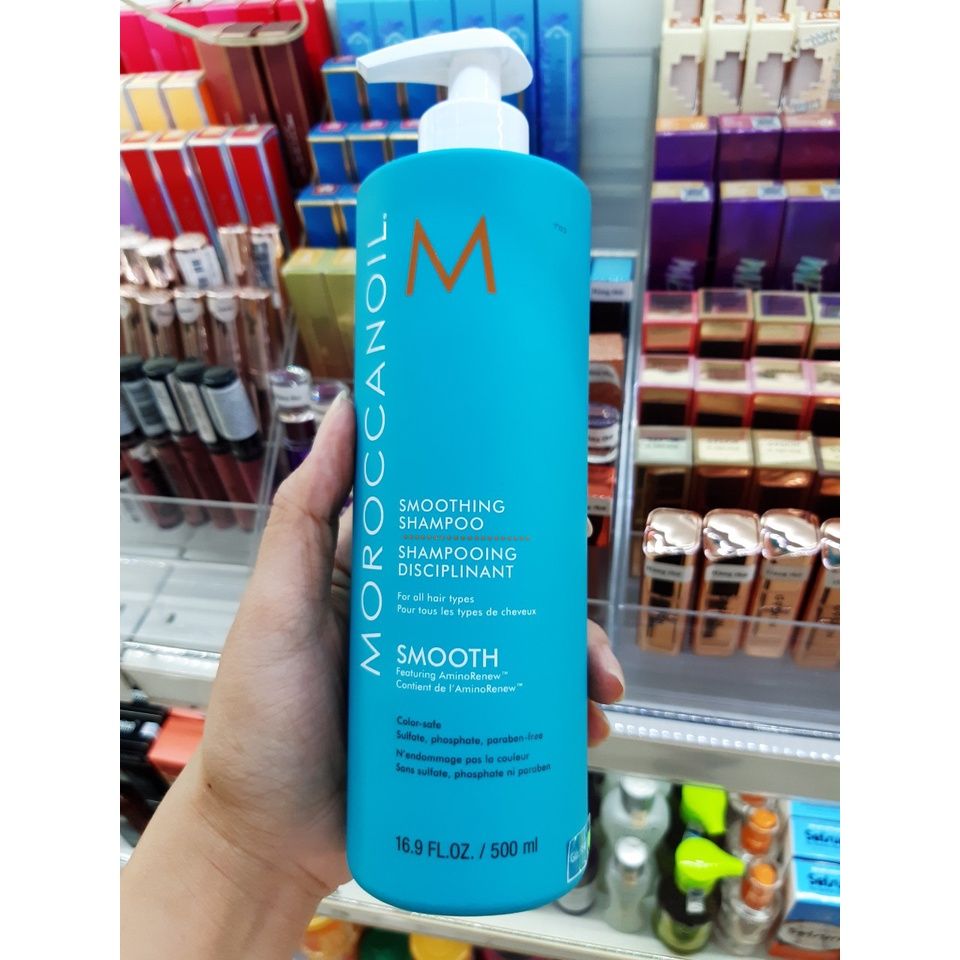 M
MOROCCANOIL®
SMOOTHING
SHAMPOO
SHAMPOOING
DISCIPLINANT
For all hair types
Pour tous les types de cheveux
SMOOTH
Featuring AminoRenew™
Contient de l'AminoRenew™
Color-safe
Sulfate, phosphate, paraben-free
N'endommage pas la couleur
Sans sulfate, phosphate ni paraben
16.9 FL.OZ. / 500 ml